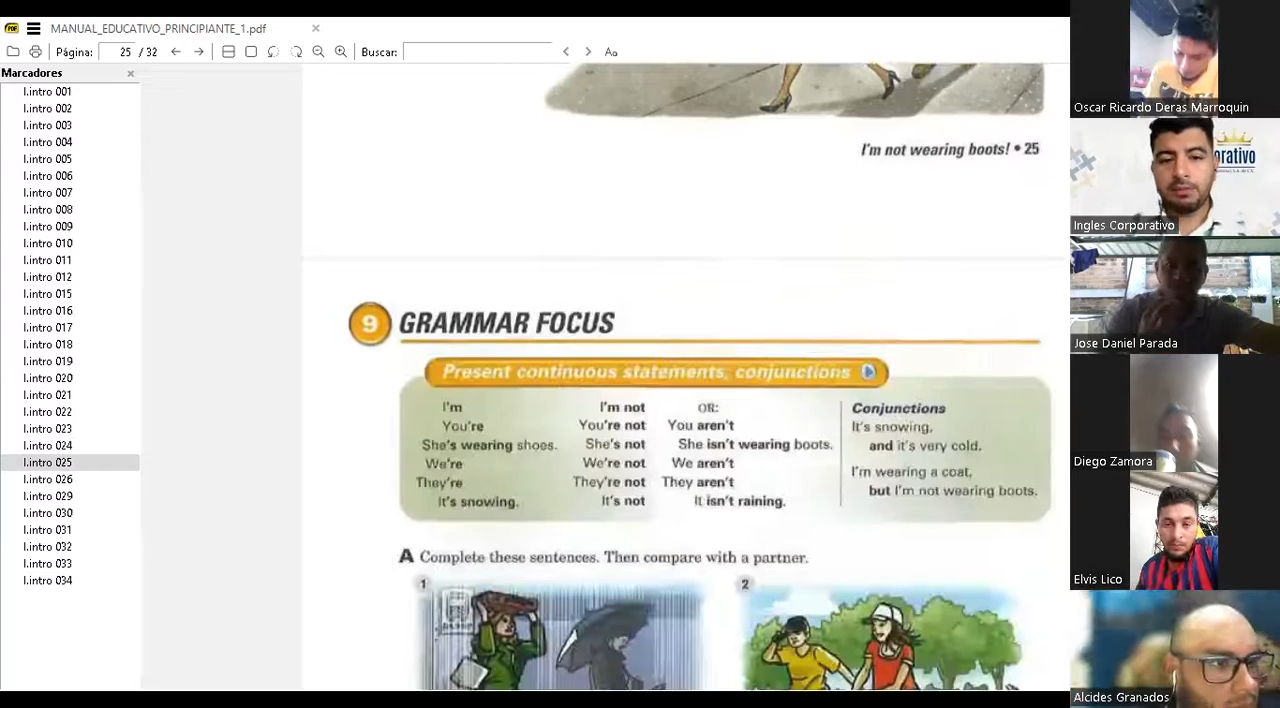 MANUAL_EDUCATIVO_PRINCIPIANTE_1.pdf
Página: 25 / 32 Buscar: Aa
Marcadores
I.intro 001
I.intro 002
I.intro 003
I.intro 004
I.intro 005
I.intro 006
I.intro 007
I.intro 008
I.intro 009
I.intro 010
I.intro 011
I.intro 012
I.intro 015
I.intro 016
I.intro 017
I.intro 018
I.intro 019
I.intro 020
I.intro 021
I.intro 022
I.intro 023
I.intro 024
I.intro 025
I.intro 026
I.intro 029
I.intro 030
I.intro 031
I.intro 032
I.intro 033
I.intro 034
I'm not wearing boots! • 25
9 GRAMMAR FOCUS
Present continuous statements; conjunctions
I'm I'm not OR:
You're You're not You aren't
She's wearing shoes. She's not She isn't wearing boots.
We're We're not We aren't
They're They're not They aren't
It's snowing. It's not It isn't raining.
Conjunctions
It's snowing,
and it's very cold.
I'm wearing a coat,
but I'm not wearing boots.
A Complete these sentences. Then compare with a partner.
1 2
Oscar Ricardo Deras Marroquin
orativo
Ingles Corporativo
Jose Daniel Parada
Diego Zamora
Elvis Lico
Alcides Granados